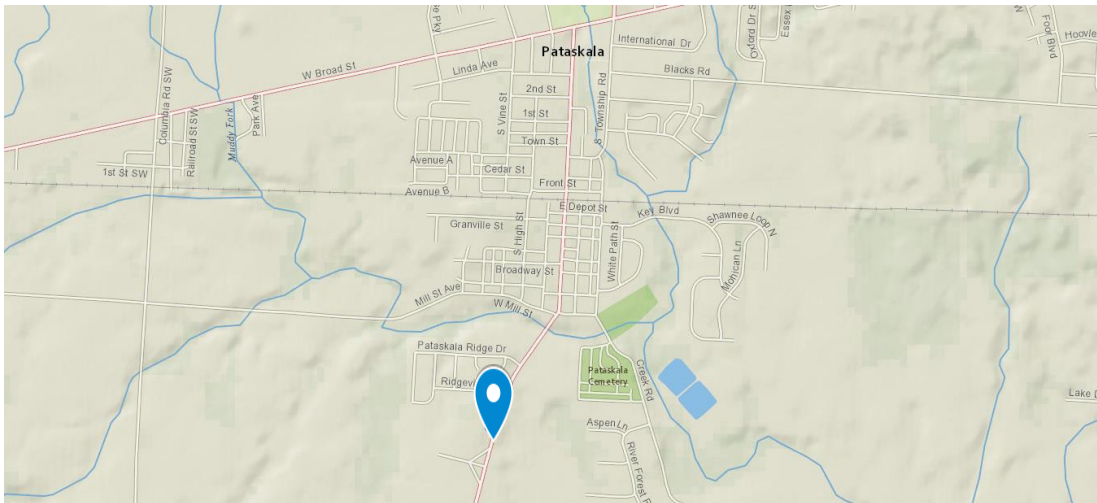 International Dr
Essex
Oxford Dr S
Foor Blvd
Hoovle
W
Pky
Pataskala
W Broad St
Linda Ave
Blacks Rd
Columbia Rd SW
Railroad St SW
Muddy Fork
Park Ave
2nd St
S Vine St
1st St
S Township Rd
Town St
Avenue A
Cedar St
1st St SW
Front St
Avenue B
E Depot St
Key Blvd
Shawnee Loop N
Granville St
S High St
White Path St
Mohican Ln
Broadway St
Mill St Ave
W Mill St
Pataskala Ridge Dr
Ridgevi
Pataskala
Cemetery
Creek Rd
Lake D
Aspen Ln
River Forest R